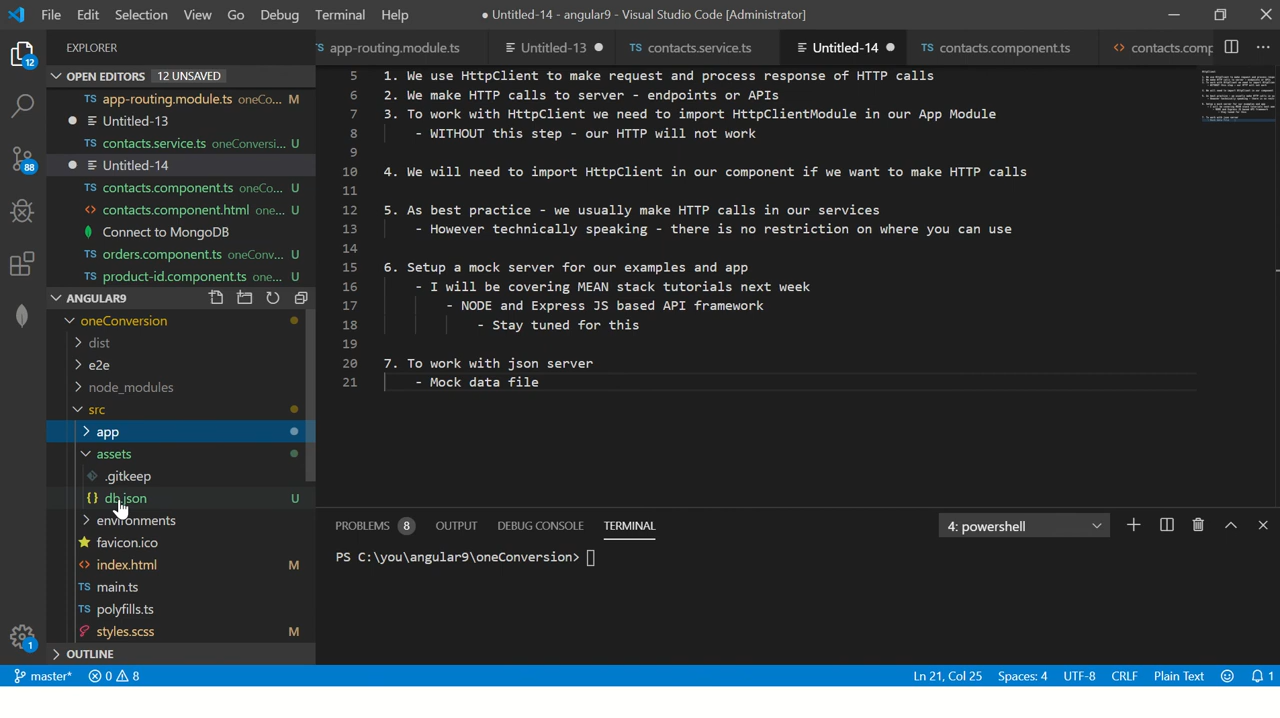 File Edit Selection View Go Debug Terminal Help
● Untitled-14 - angular9 - Visual Studio Code [Administrator]
EXPLORER
app-routing.module.ts
Untitled-13
TS contacts.service.ts
Untitled-14
TS contacts.component.ts
<> contacts.comp
OPEN EDITORS 12 UNSAVED
TS app-routing.module.ts oneCo... M
Untitled-13
TS contacts.service.ts oneConversi... U
Untitled-14
TS contacts.component.ts oneCo... U
<> contacts.component.html one... U
Connect to MongoDB
TS orders.component.ts oneConv... U
TS product-id.component.ts one... U
ANGULAR9
oneConversion
dist
e2e
node_modules
src
app
assets
.gitkeep
{} db.json U
environments
favicon.ico
<> index.html M
TS main.ts
TS polyfills.ts
styles.scss M
OUTLINE
12
88
1
5 1. We use HttpClient to make request and process response of HTTP calls
6 2. We make HTTP calls to server - endpoints or APIs
7 3. To work with HttpClient we need to import HttpClientModule in our App Module
8 - WITHOUT this step - our HTTP will not work
9
10 4. We will need to import HttpClient in our component if we want to make HTTP calls
11
12 5. As best practice - we usually make HTTP calls in our services
13 - However technically speaking - there is no restriction on where you can use
14
15 6. Setup a mock server for our examples and app
16 - I will be covering MEAN stack tutorials next week
17 - NODE and Express JS based API framework
18 - Stay tuned for this
19
20 7. To work with json server
21 - Mock data file
PROBLEMS 8 OUTPUT DEBUG CONSOLE TERMINAL
4: powershell
PS C:\you\angular9\oneConversion>
master* 0 8
Ln 21, Col 25 Spaces: 4 UTF-8 CRLF Plain Text 1